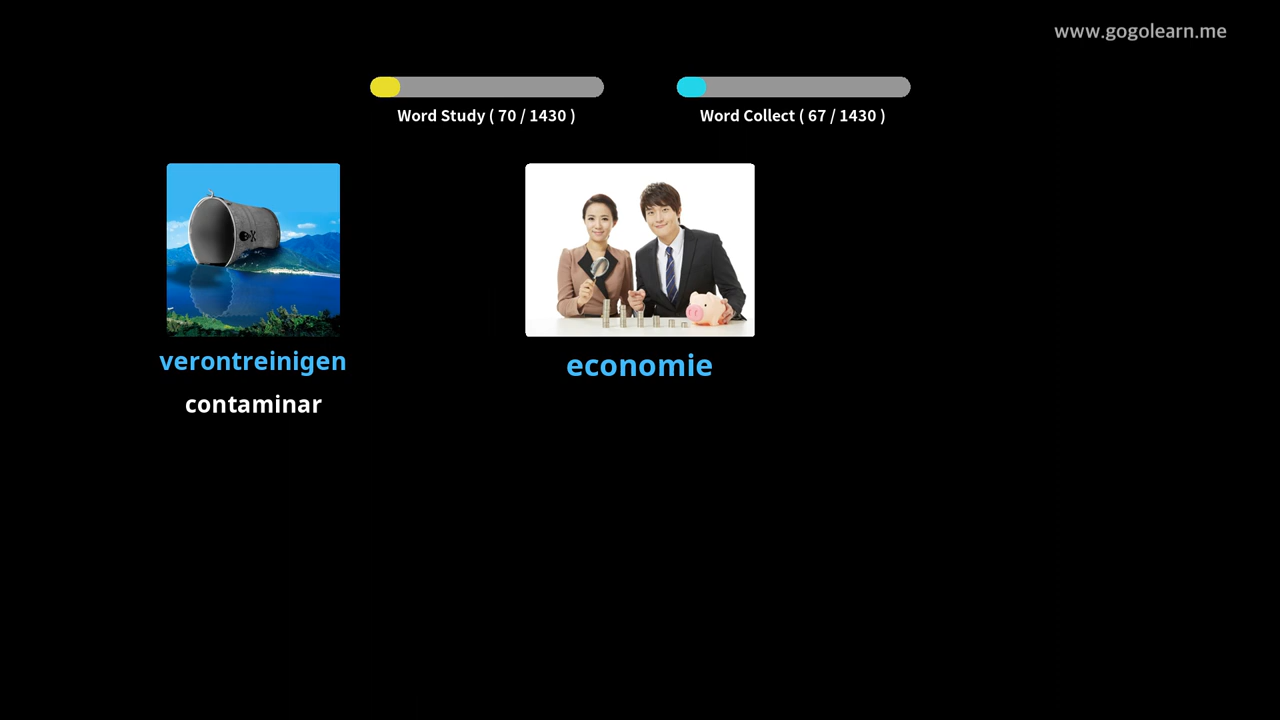 www.gogolearn.me
Word Study ( 70 / 1430 )
Word Collect ( 67 / 1430 )
verontreinigen
contaminar
economie